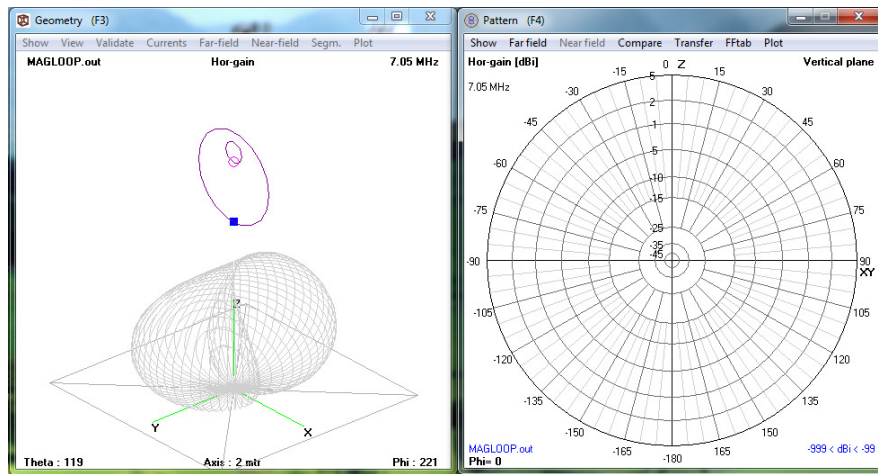 Geometry (F3)
Show View Validate Currents Far-field Near-field Segm. Plot
MAGLOOP.out Hor-gain 7.05 MHz
Z
Y
X
Theta : 119 Axis : 2 mtr Phi : 221
Pattern (F4)
Show Far field Near field Compare Transfer FFtab Plot
Hor-gain [dBi] 0 Z Vertical plane
7.05 MHz
-15 15
-30 30
-45 45
-60 60
-75 75
-90 90
XY
-105 105
-120 120
-135 135
-150 150
-165 -180 165
5
2
-1
-5
-10
-15
-25
-35
-45
MAGLOOP.out -999 < dBi < -99
Phi= 0